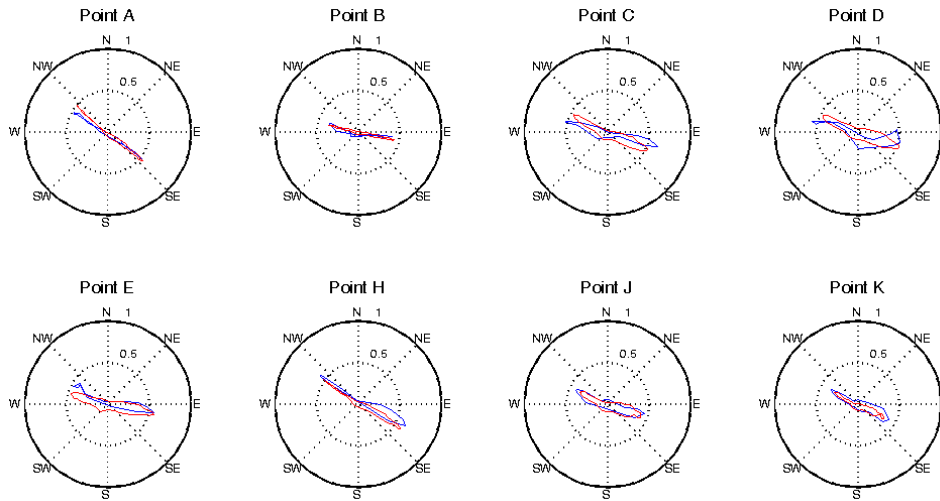 Point A Point B Point C Point D
N 1 N 1 N 1 N 1
NW NE NW NE NW NE NW NE
0.5 0.5 0.5 0.5
W E W E W E W E
SW SE SW SE SW SE SW SE
S S S S
Point E Point H Point J Point K
N 1 N 1 N 1 N 1
NW NE NW NE NW NE NW NE
0.5 0.5 0.5 0.5
W E W E W E W E
SW SE SW SE SW SE SW SE
S S S S